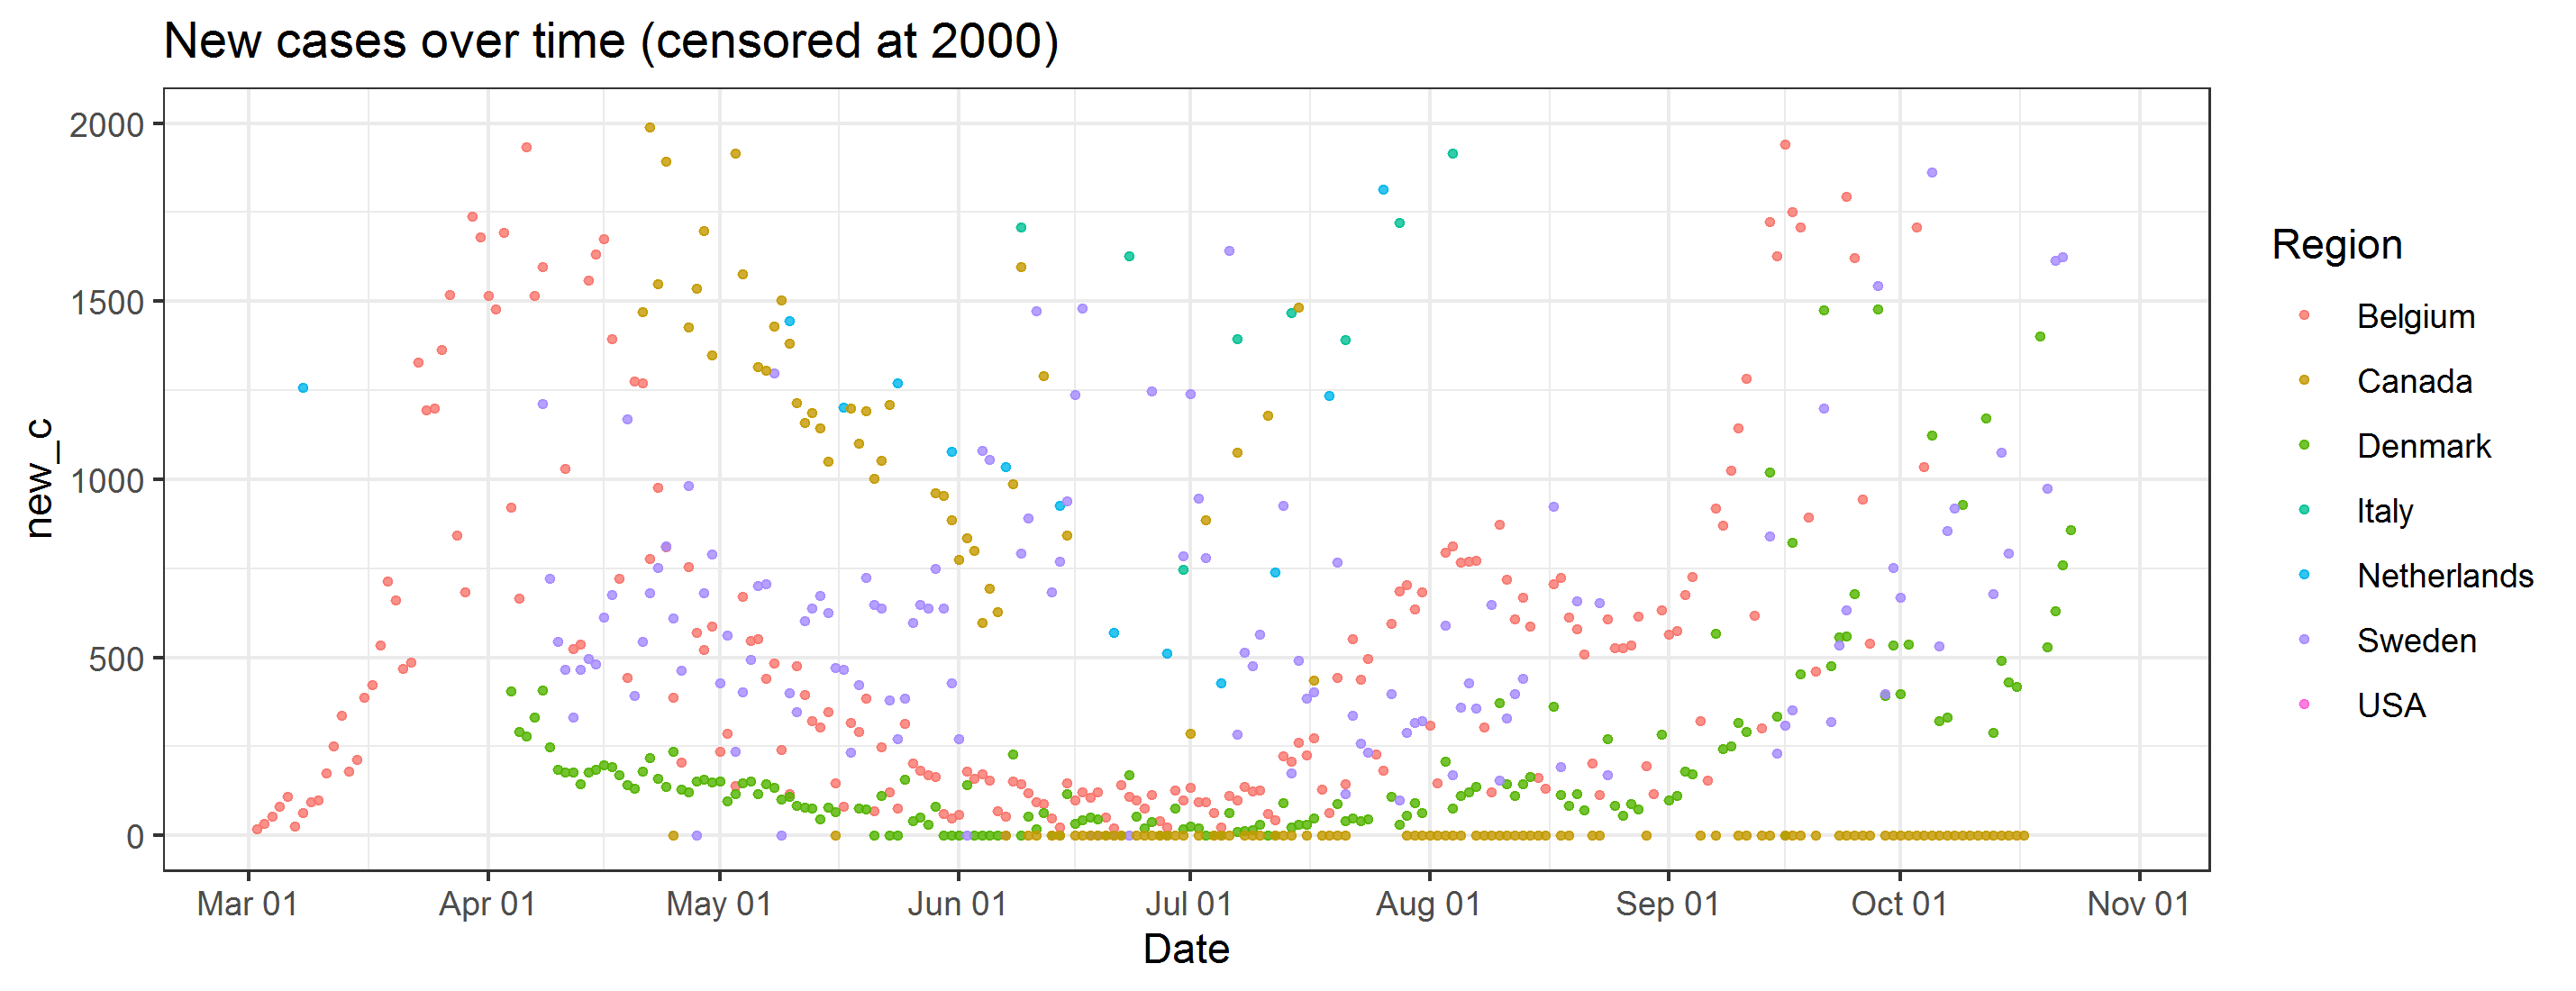 New cases over time (censored at 2000)
2000
1500
1000
500
0
new_c
Mar 01 Apr 01 May 01 Jun 01 Jul 01 Aug 01 Sep 01 Oct 01 Nov 01
Date
Region
Belgium
Canada
Denmark
Italy
Netherlands
Sweden
USA